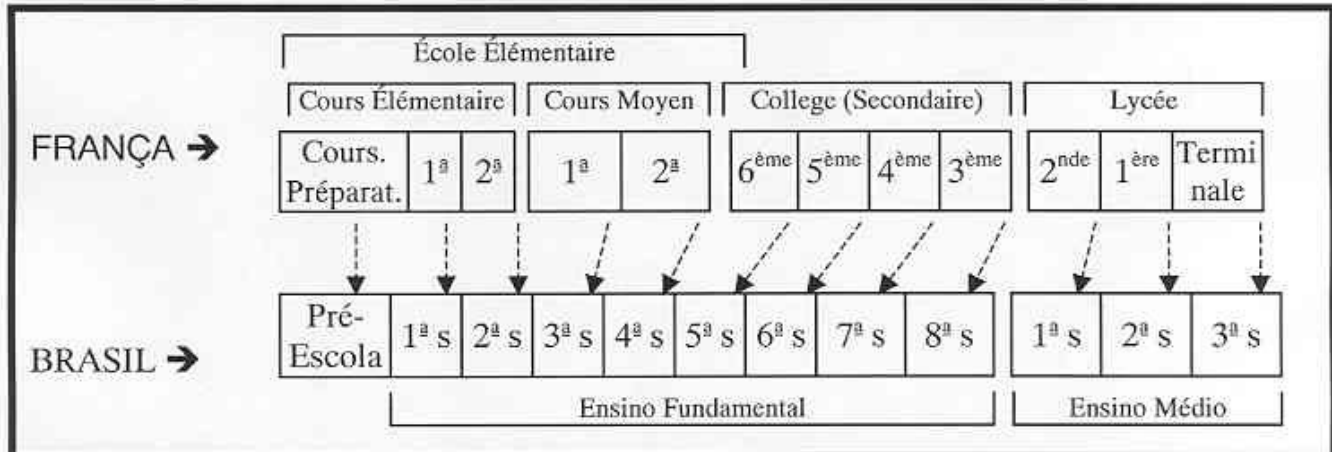 École Élémentaire
Cours Élémentaire Cours Moyen College (Secondaire) Lycée
FRANÇA ➔
Cours. Préparat. 1ª 2ª 1ª 2ª 6ème 5ème 4ème 3ème 2nde 1ère Termi nale
BRASIL ➔
Pré- Escola 1ª s 2ª s 3ª s 4ª s 5ª s 6ª s 7ª s 8ª s 1ª s 2ª s 3ª s
Ensino Fundamental Ensino Médio